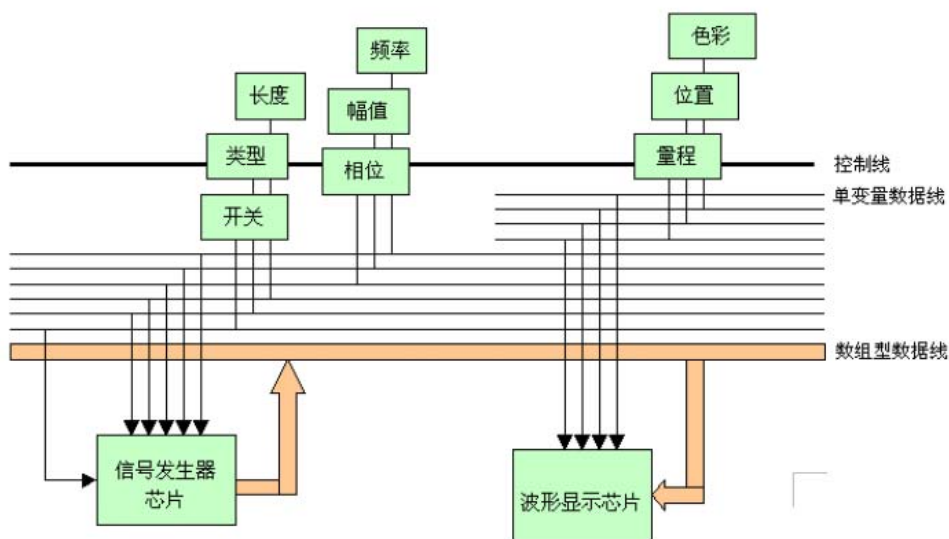 色彩
频率
长度
幅值
位置
类型
相位
量程
控制线
单变量数据线
开关
数组型数据线
信号发生器
芯片
波形显示芯片